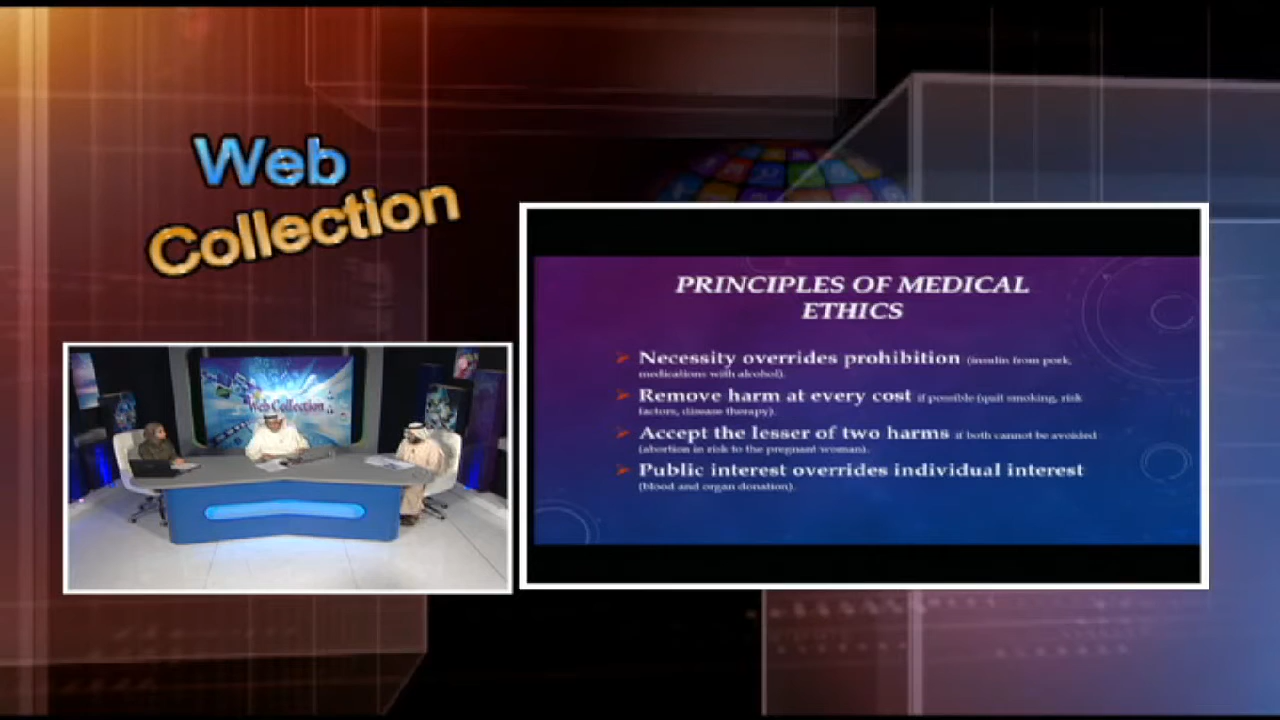 Web
Collection
Web Collection
PRINCIPLES OF MEDICAL
ETHICS
Necessity overrides prohibition (insulin from pork,
medications with alcohol).
Remove harm at every cost if possible (quit smoking, risk
factors, disease therapy).
Accept the lesser of two harms if both cannot be avoided
(abortion in risk to the pregnant woman).
Public interest overrides individual interest
(blood and organ donation).